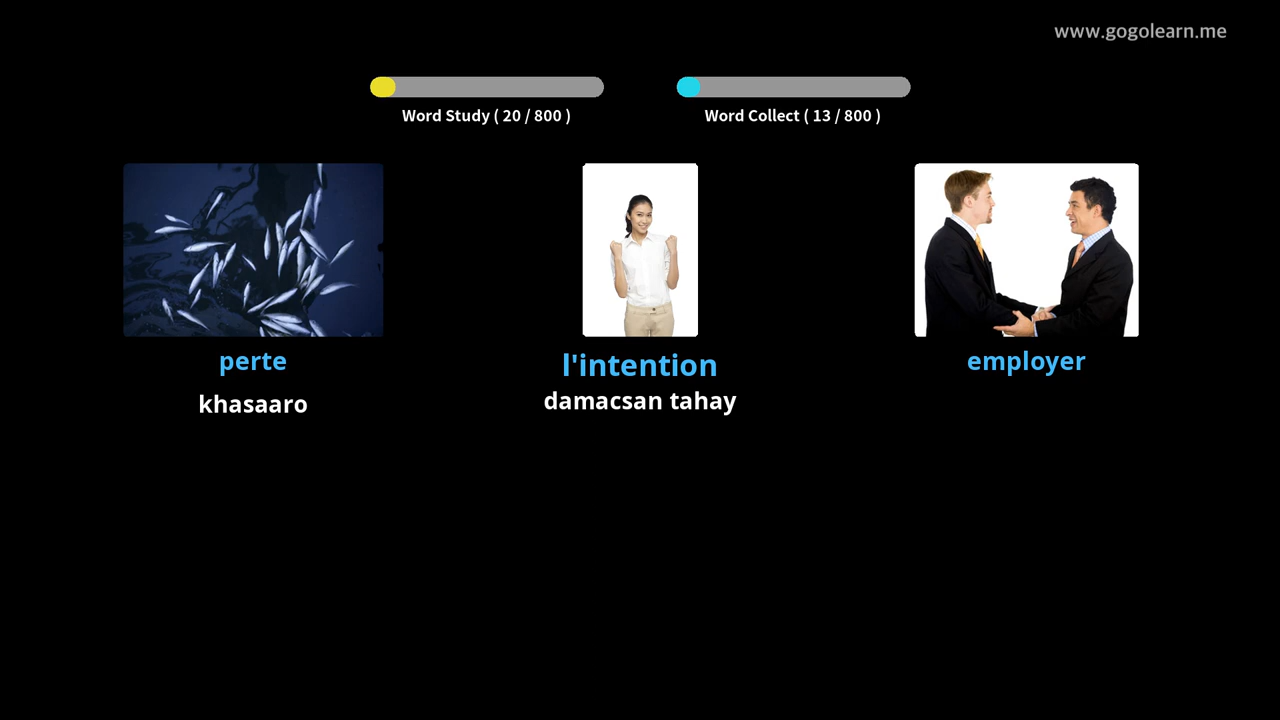 www.gogolearn.me
Word Study ( 20 / 800 )
Word Collect ( 13 / 800 )
perte
khasaaro
l'intention
damacsan tahay
employer